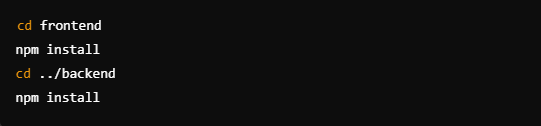 cd frontend
npm install
cd ../backend
npm install